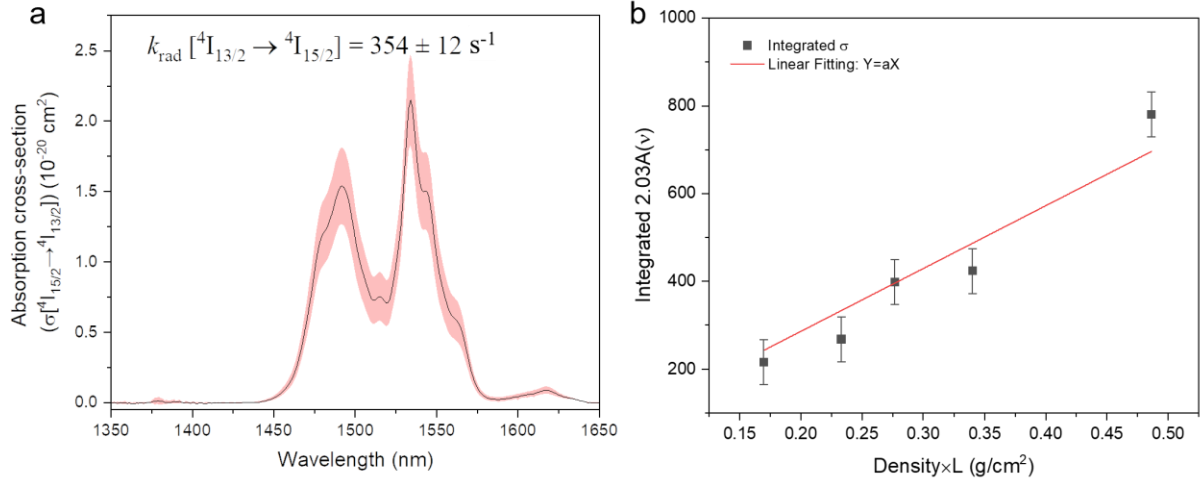 a
k_rad [⁴I₁₃/₂ → ⁴I₁₅/₂] = 354 ± 12 s⁻¹
Absorption cross-section
(σ[⁴I₁₅/₂→⁴I₁₃/₂]) (10⁻²⁰ cm²)
2.5
2.0
1.5
1.0
0.5
0.0
1350 1400 1450 1500 1550 1600 1650
Wavelength (nm)
b
Integrated σ
Linear Fitting: Y=aX
Integrated 2.03A(ν)
1000
800
600
400
200
0.15 0.20 0.25 0.30 0.35 0.40 0.45 0.50
Density×L (g/cm²)